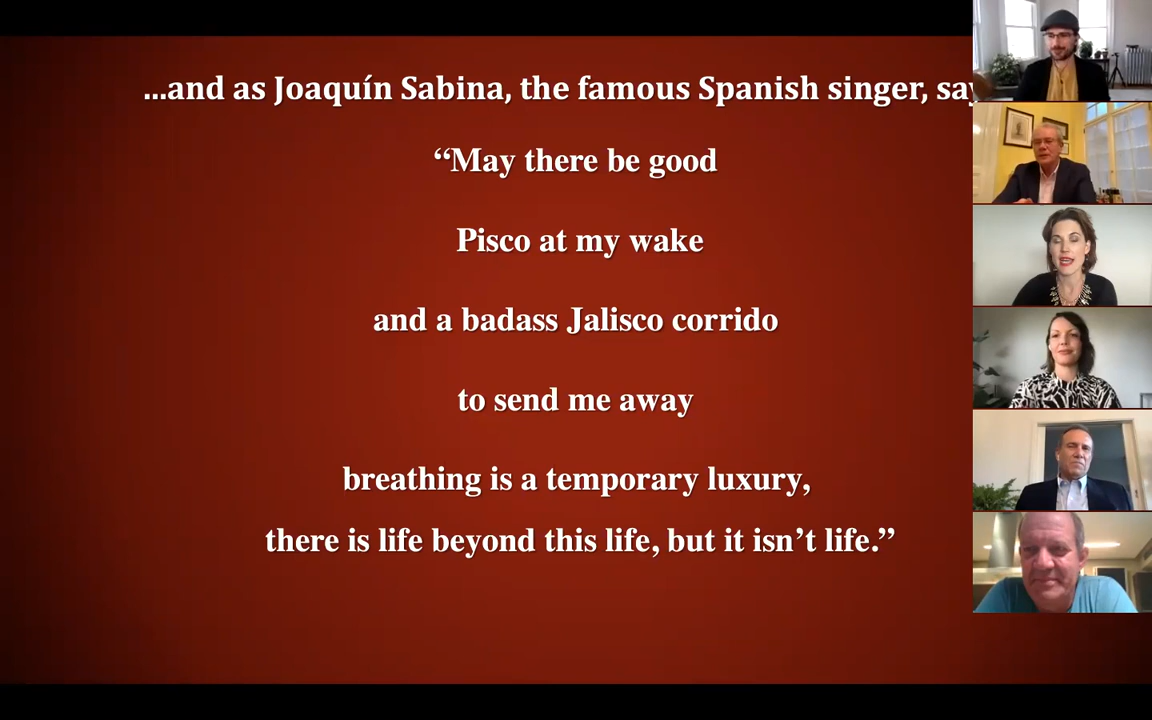 ...and as Joaquín Sabina, the famous Spanish singer,
“May there be good
Pisco at my wake
and a badass Jalisco corrido
to send me away
breathing is a temporary luxury,
there is life beyond this life, but it isn’t life.”